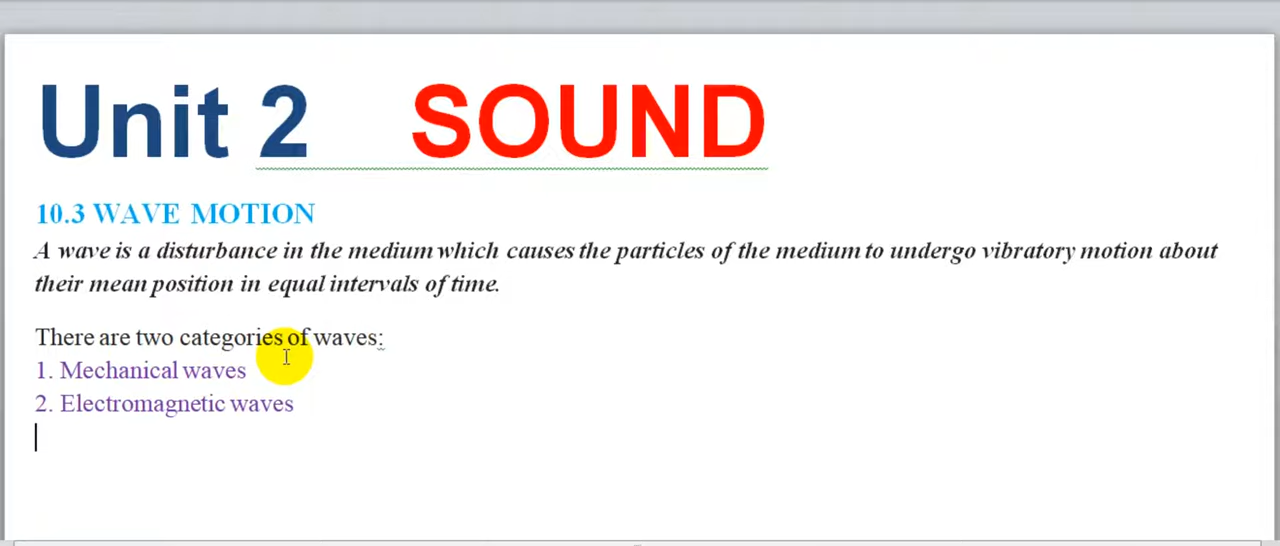 Unit 2 SOUND
10.3 WAVE MOTION
A wave is a disturbance in the medium which causes the particles of the medium to undergo vibratory motion about
their mean position in equal intervals of time.
There are two categories of waves:
1. Mechanical waves
2. Electromagnetic waves